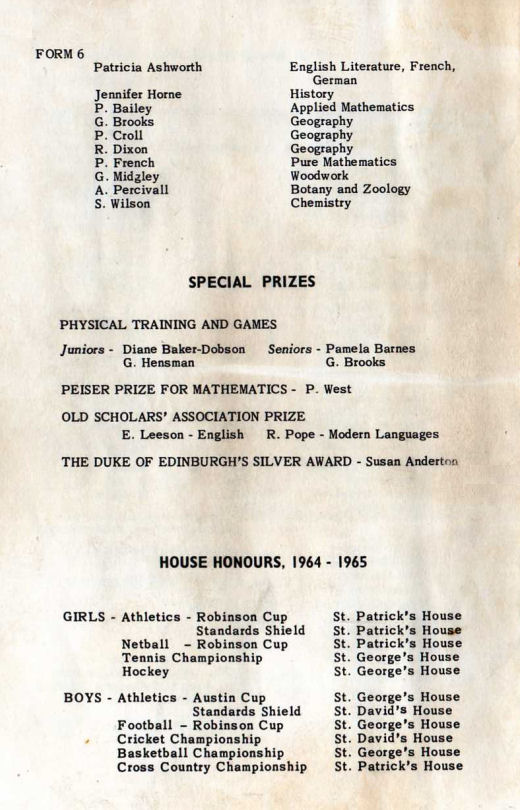 FORM 6
Patricia Ashworth English Literature, French,
German
Jennifer Horne History
P. Bailey Applied Mathematics
G. Brooks Geography
P. Croll Geography
R. Dixon Geography
P. French Pure Mathematics
G. Midgley Woodwork
A. Percivall Botany and Zoology
S. Wilson Chemistry
SPECIAL PRIZES
PHYSICAL TRAINING AND GAMES
Juniors - Diane Baker-Dobson Seniors - Pamela Barnes
G. Hensman G. Brooks
PEISER PRIZE FOR MATHEMATICS - P. West
OLD SCHOLARS' ASSOCIATION PRIZE
E. Leeson - English R. Pope - Modern Languages
THE DUKE OF EDINBURGH'S SILVER AWARD - Susan Anderton
HOUSE HONOURS, 1964 - 1965
GIRLS - Athletics - Robinson Cup St. Patrick's House
Standards Shield St. Patrick's House
Netball - Robinson Cup St. Patrick's House
Tennis Championship St. George's House
Hockey St. George's House
BOYS - Athletics - Austin Cup St. George's House
Standards Shield St. David's House
Football - Robinson Cup St. George's House
Cricket Championship St. David's House
Basketball Championship St. George's House
Cross Country Championship St. Patrick's House